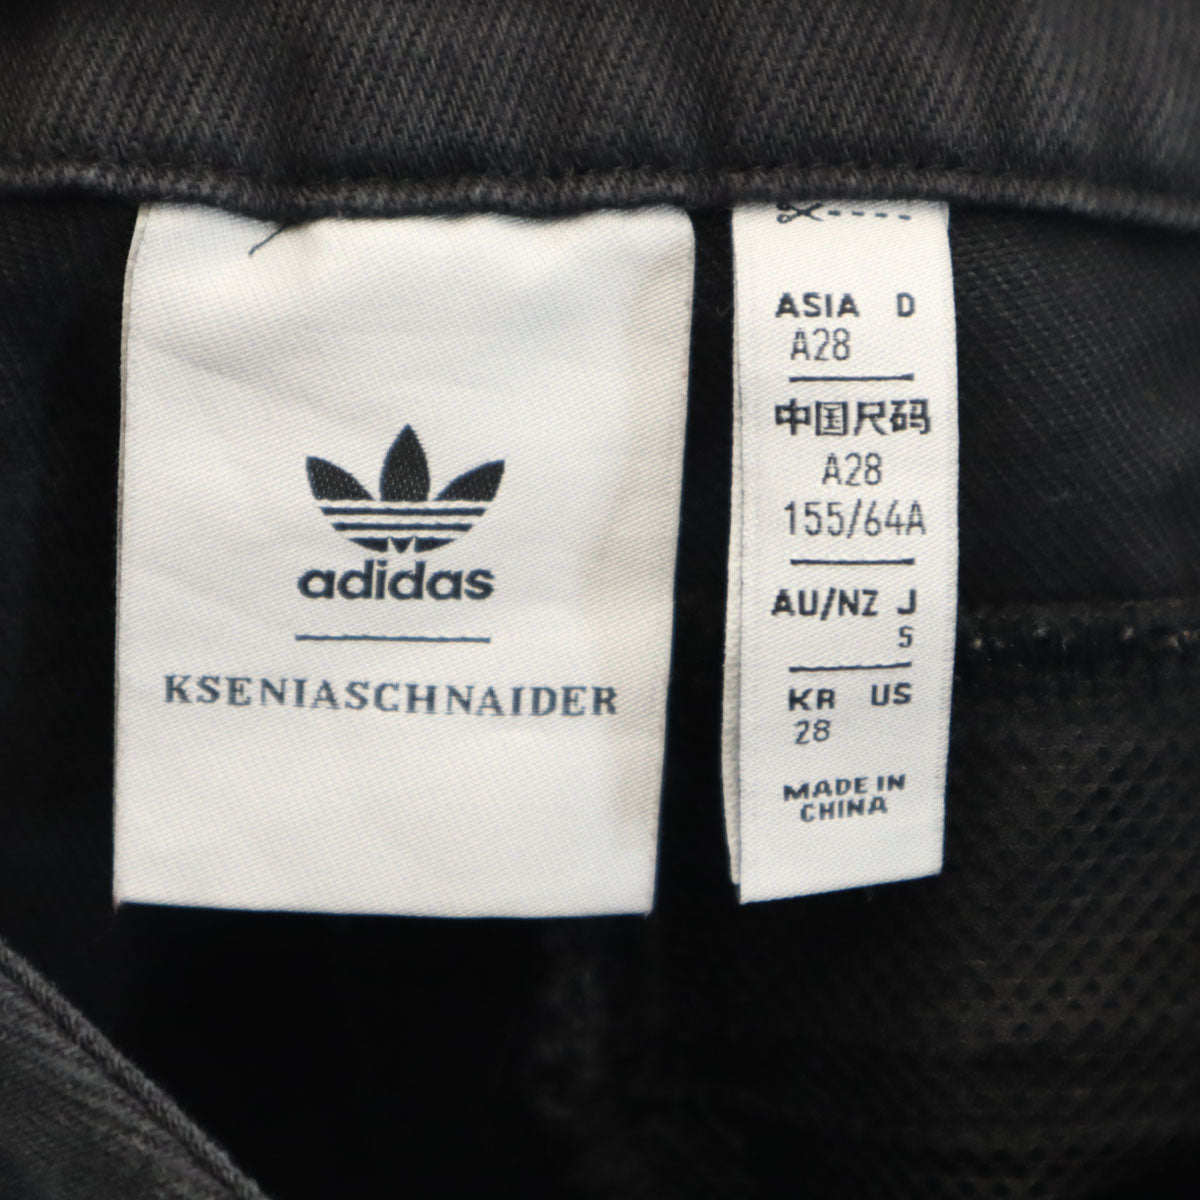 adidas
KSENIASCHNAIDER
ASIA D
A28
中国尺码
A28
155/64A
AU/NZ J
S
KR US
28
MADE IN
CHINA